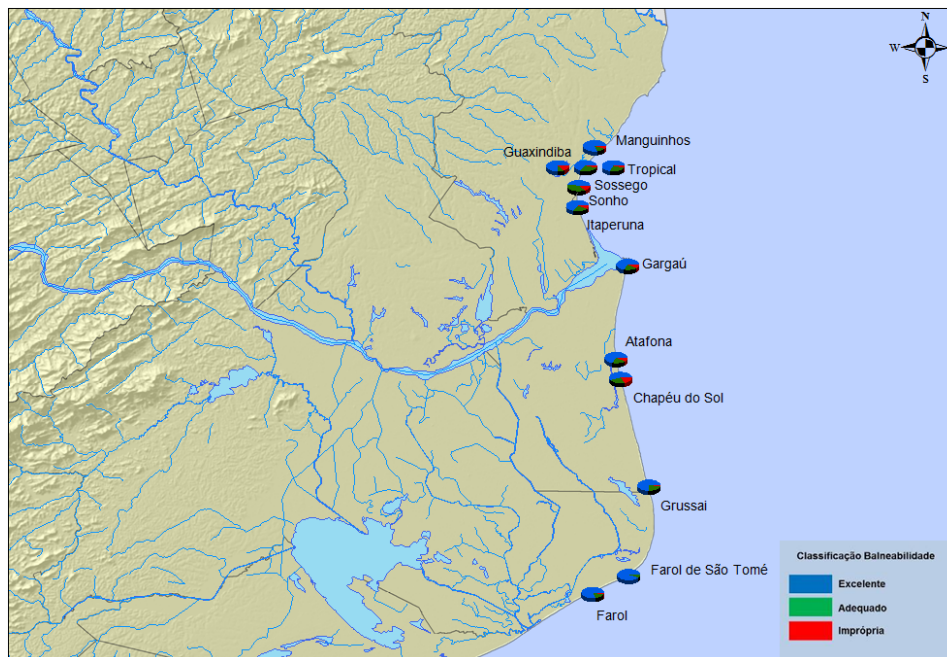 N
W
S
Manguinhos
Guaxindiba
Tropical
Sossego
Sonho
Itaperuna
Gargaú
Atafona
Chapéu do Sol
Grussai
Farol de São Tomé
Farol
Classificação Balneabilidade
Excelente
Adequado
Imprópria